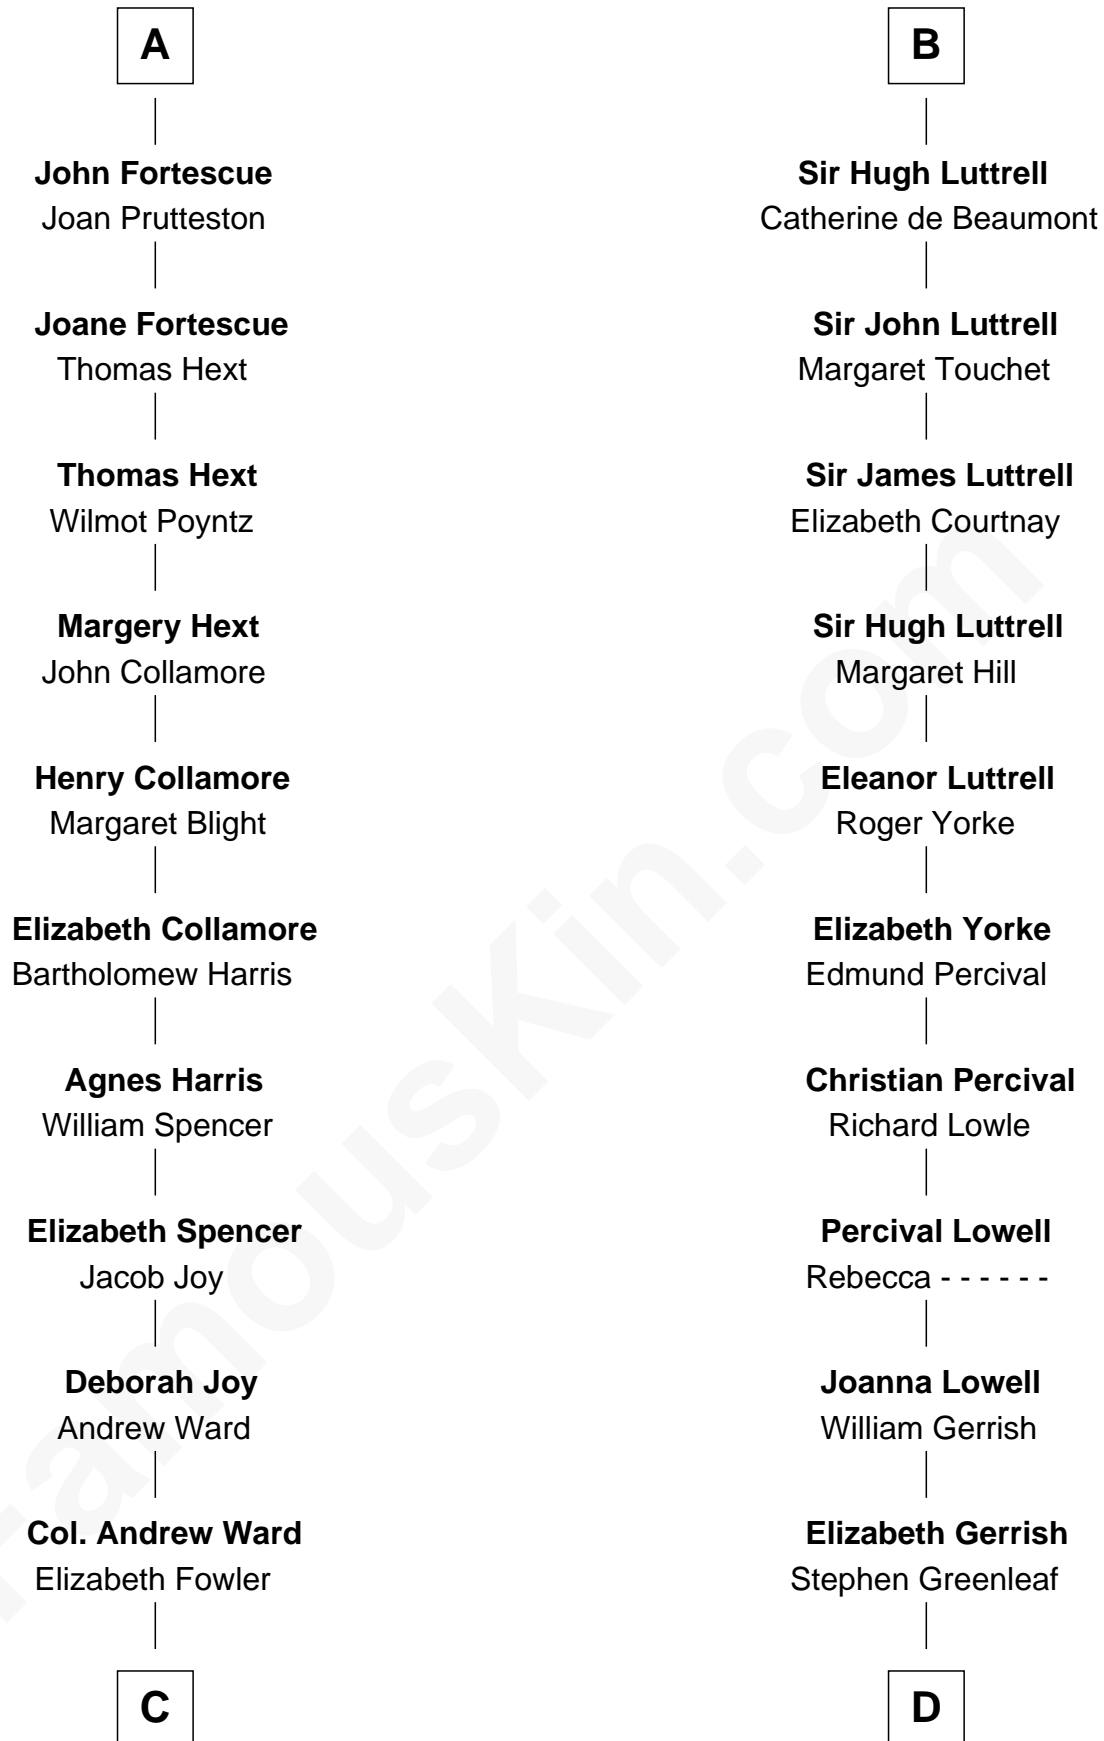 A
John Fortescue
Joan Prutteston
Joane Fortescue
Thomas Hext
Thomas Hext
Wilmot Poyntz
Margery Hext
John Collamore
Henry Collamore
Margaret Blight
Elizabeth Collamore
Bartholomew Harris
Agnes Harris
William Spencer
Elizabeth Spencer
Jacob Joy
Deborah Joy
Andrew Ward
Col. Andrew Ward
Elizabeth Fowler
C
B
Sir Hugh Luttrell
Catherine de Beaumont
Sir John Luttrell
Margaret Touchet
Sir James Luttrell
Elizabeth Courtnay
Sir Hugh Luttrell
Margaret Hill
Eleanor Luttrell
Roger Yorke
Elizabeth Yorke
Edmund Percival
Christian Percival
Richard Lowle
Percival Lowell
Rebecca - - - - - -
Joanna Lowell
William Gerrish
Elizabeth Gerrish
Stephen Greenleaf
D
FamousKin.com